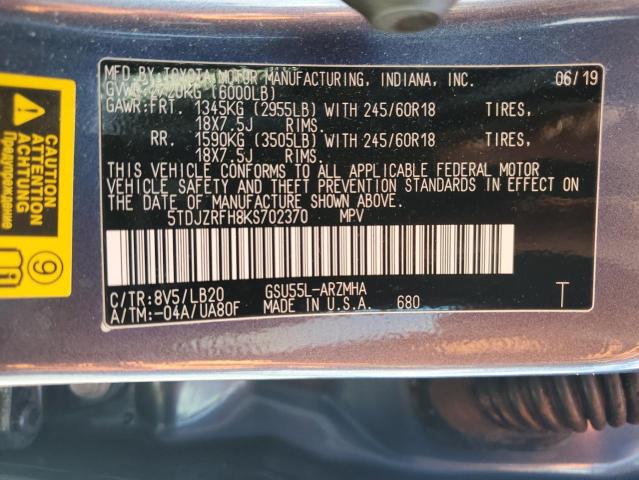 MFD.BY:TOYOTA MOTOR MANUFACTURING, INDIANA, INC. 06/19
GVWR:2720KG (6000LB)
GAWR:FRT. 1345KG (2955LB) WITH 245/60R18 TIRES,
18X7.5J RIMS.
RR. 1590KG (3505LB) WITH 245/60R18 TIRES,
18X7.5J RIMS.
THIS VEHICLE CONFORMS TO ALL APPLICABLE FEDERAL MOTOR
VEHICLE SAFETY AND THEFT PREVENTION STANDARDS IN EFFECT ON
THE DATE OF MANUFACTURE SHOWN ABOVE.
5TDJZRFH8KS702370 MPV
C/TR:8V5/LB20 GSU55L-ARZMHA
A/TM:-04A/UA80F MADE IN U.S.A. 680 T
CAUTION
ATTENTION
ACHTUNG
Предупреждение
9